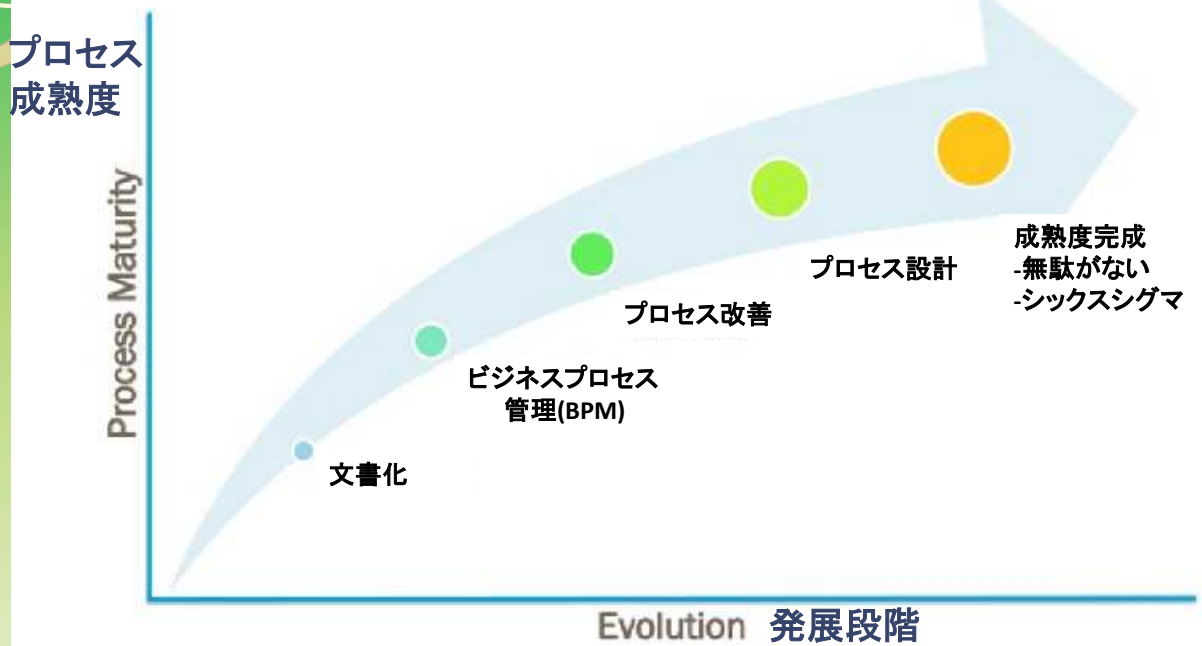 プロセス
成熟度
Process Maturity
成熟度完成
-無駄がない
-シックスシグマ
プロセス設計
プロセス改善
ビジネスプロセス
管理(BPM)
文書化
Evolution 発展段階